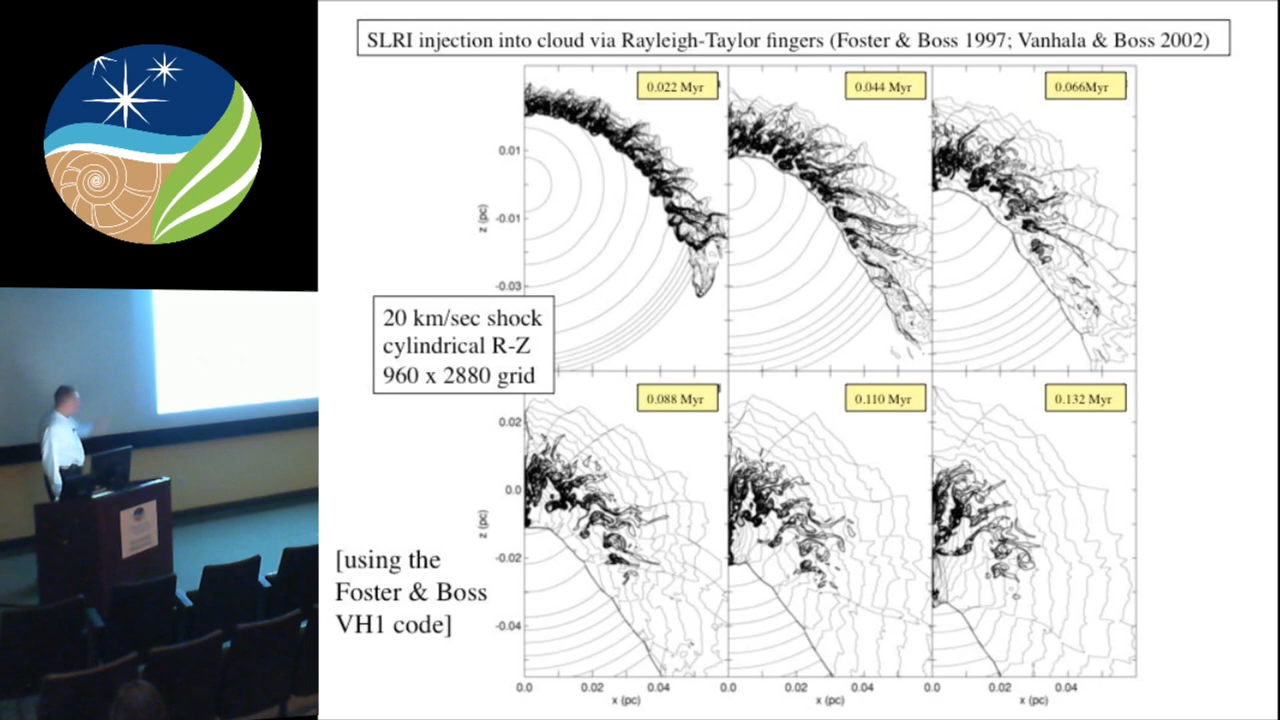 SLRI injection into cloud via Rayleigh-Taylor fingers (Foster & Boss 1997; Vanhala & Boss 2002)
0.022 Myr
0.044 Myr
0.066Myr
0.01
-0.01
-0.03
z (pc)
20 km/sec shock
cylindrical R-Z
960 x 2880 grid
0.088 Myr
0.110 Myr
0.132 Myr
0.02
0.0
-0.02
-0.04
z (pc)
[using the
Foster & Boss
VH1 code]
0.0 0.02 0.04 0.0 0.02 0.04 0.0 0.02 0.04
x (pc) x (pc) x (pc)